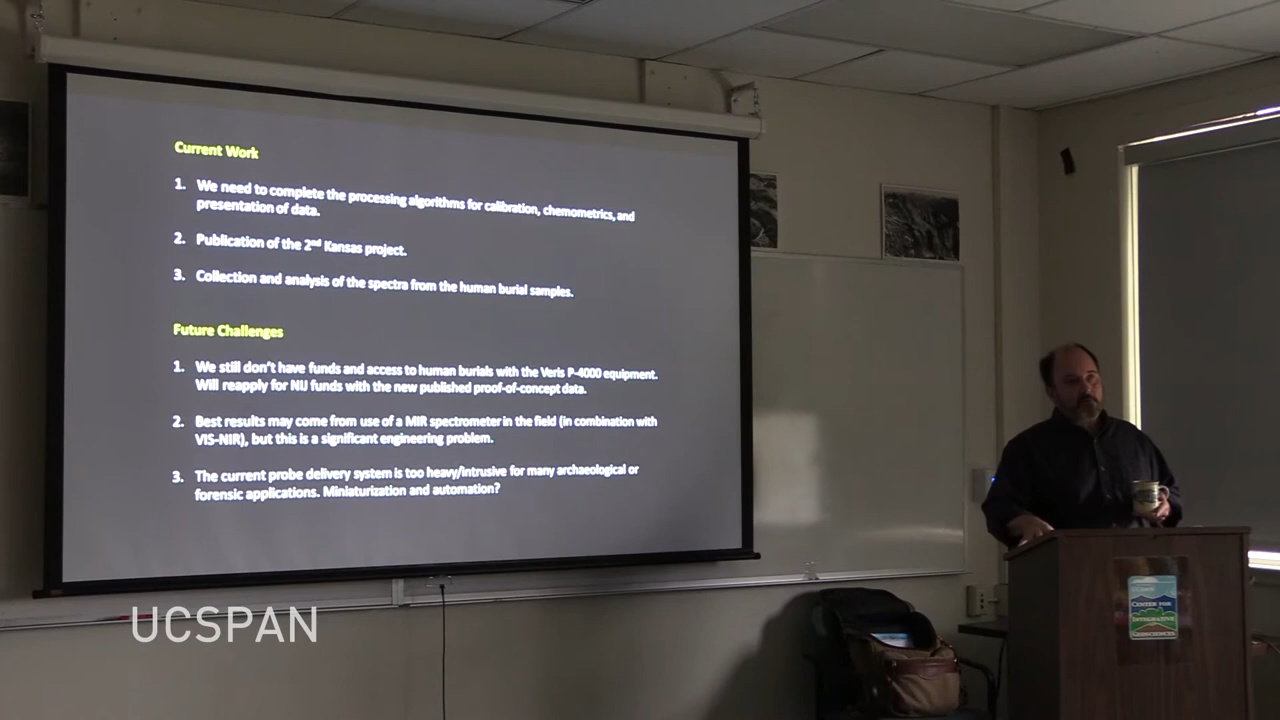 Current Work
1. We need to complete the processing algorithms for calibration, chemometrics, and
presentation of data.
2. Publication of the 2nd Kansas project.
3. Collection and analysis of the spectra from the human burial samples.
Future Challenges
1. We still don't have funds and access to human burials with the Veris P-4000 equipment.
Will reapply for NIJ funds with the new published proof-of-concept data.
2. Best results may come from use of a MIR spectrometer in the field (in combination with
VIS-NIR), but this is a significant engineering problem.
3. The current probe delivery system is too heavy/intrusive for many archaeological or
forensic applications. Miniaturization and automation?
UCSPAN
CENTER FOR
INTEGRATIVE
GEOSCIENCES